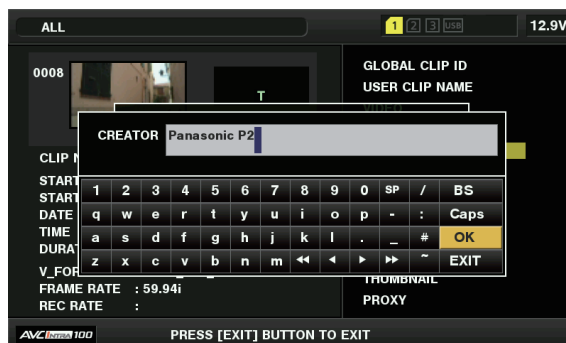 ALL
1 2 3 USB
12.9V
0008
T
GLOBAL CLIP ID
USER CLIP NAME
VIDEO
CREATOR Panasonic P2
CLIP
START
START
DATE
TIME
DURAT
V_FOR
FRAME RATE : 59.94i
REC RATE :
1 2 3 4 5 6 7 8 9 0 SP / BS
q w e r t y u i o p - : Caps
a s d f g h j k l . _ # OK
z x c v b n m ◀◀ ◀ ▶ ▶▶ ~ EXIT
THUMBNAIL
PROXY
AVC INTRA 100
PRESS [EXIT] BUTTON TO EXIT